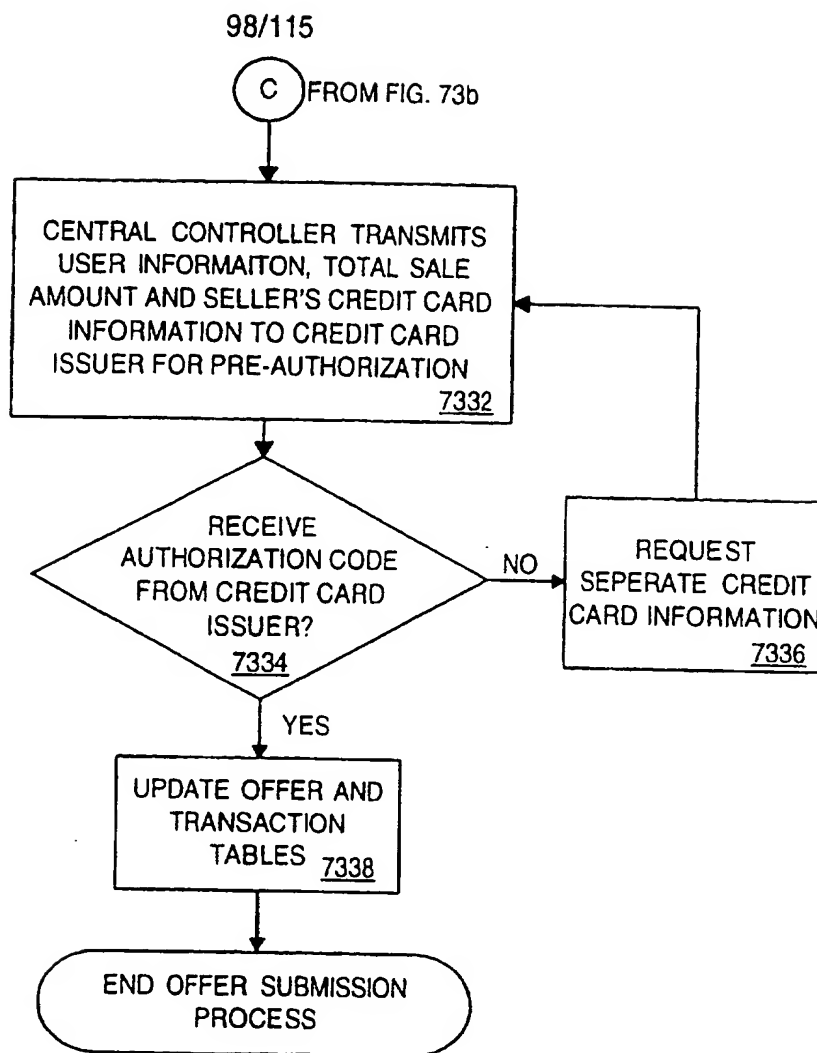 98/115
C FROM FIG. 73b
CENTRAL CONTROLLER TRANSMITS
USER INFORMAITON, TOTAL SALE
AMOUNT AND SELLER'S CREDIT CARD
INFORMATION TO CREDIT CARD
ISSUER FOR PRE-AUTHORIZATION
7332
RECEIVE
AUTHORIZATION CODE
FROM CREDIT CARD
ISSUER?
7334
NO
REQUEST
SEPERATE CREDIT
CARD INFORMATION
7336
YES
UPDATE OFFER AND
TRANSACTION
TABLES 7338
END OFFER SUBMISSION
PROCESS